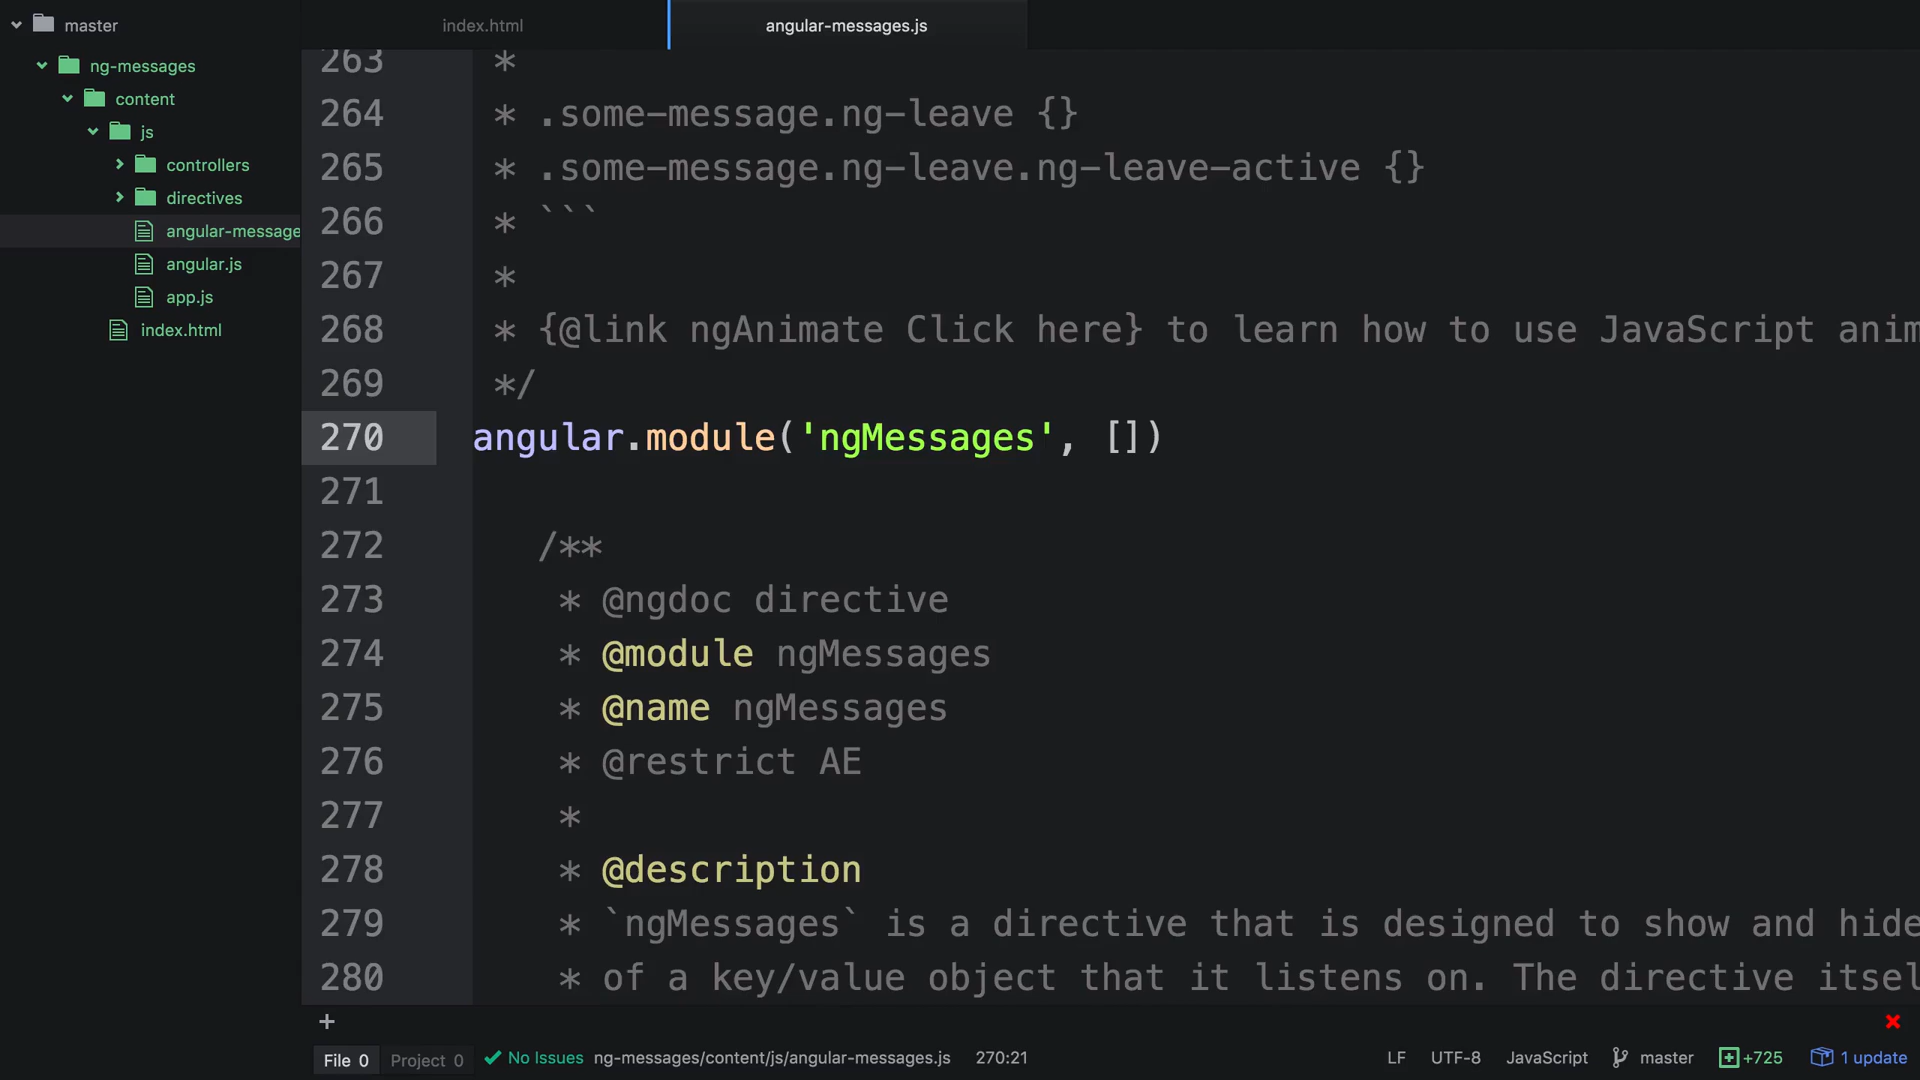 master
ng-messages
content
js
controllers
directives
angular-message
angular.js
app.js
index.html
index.html
angular-messages.js
263 *
264 * .some-message.ng-leave {}
265 * .some-message.ng-leave.ng-leave-active {}
266 * ```
267 *
268 * {@link ngAnimate Click here} to learn how to use JavaScript anim
269 */
270 angular.module('ngMessages', [])
271
272 /**
273 * @ngdoc directive
274 * @module ngMessages
275 * @name ngMessages
276 * @restrict AE
277 *
278 * @description
279 * `ngMessages` is a directive that is designed to show and hide
280 * of a key/value object that it listens on. The directive itsel
+
File 0 Project 0 No Issues ng-messages/content/js/angular-messages.js 270:21 LF UTF-8 JavaScript master +725 1 update